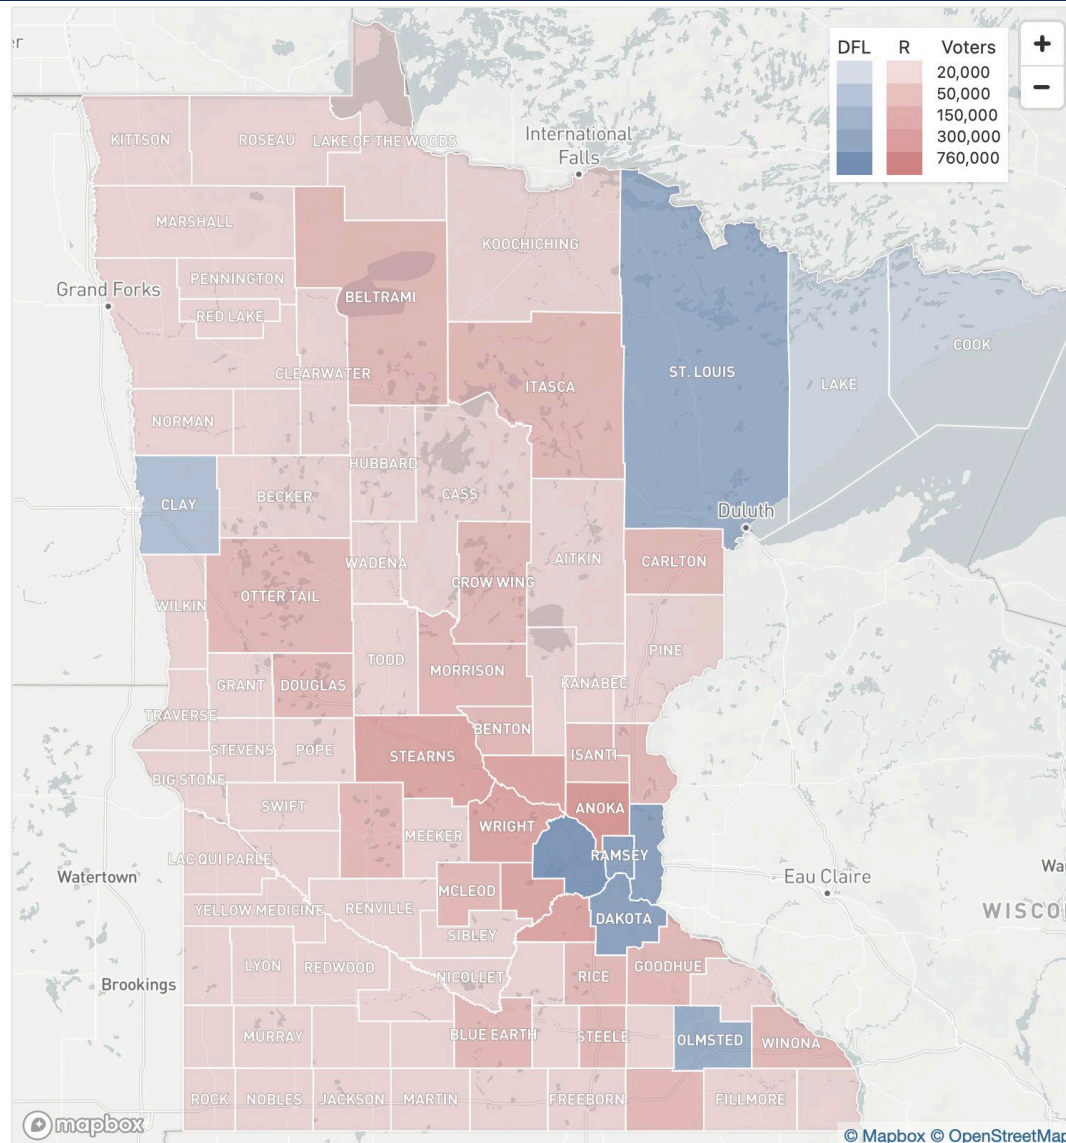 er
DFL R Voters
20,000
50,000
150,000
300,000
760,000
+
−
KITTSON
ROSEAU
LAKE OF THE WOODS
International
Falls
MARSHALL
KOOCHICHING
PENNINGTON
Grand Forks
BELTRAMI
RED LAKE
COOK
CLEARWATER
ST. LOUIS
LAKE
ITASCA
NORMAN
HUBBARD
BECKER
CASS
CLAY
Duluth
WADENA
AITKIN
CARLTON
CROW WING
OTTER TAIL
WILKIN
PINE
TODD
MORRISON
GRANT
DOUGLAS
KANABEC
TRAVERSE
BENTON
STEVENS
POPE
STEARNS
ISANTI
BIG STONE
SWIFT
ANOKA
WRIGHT
MEEKER
RAMSEY
LAC QUI PARLE
Watertown
Eau Claire
Wau
MCLEOD
YELLOW MEDICINE
RENVILLE
DAKOTA
WISCO
SIBLEY
LYON
REDWOOD
GOODHUE
NICOLLET
RICE
Brookings
MURRAY
BLUE EARTH
STEELE
OLMSTED
WINONA
ROCK
NOBLES
JACKSON
MARTIN
FREEBORN
FILLMORE
mapbox
© Mapbox © OpenStreetMap